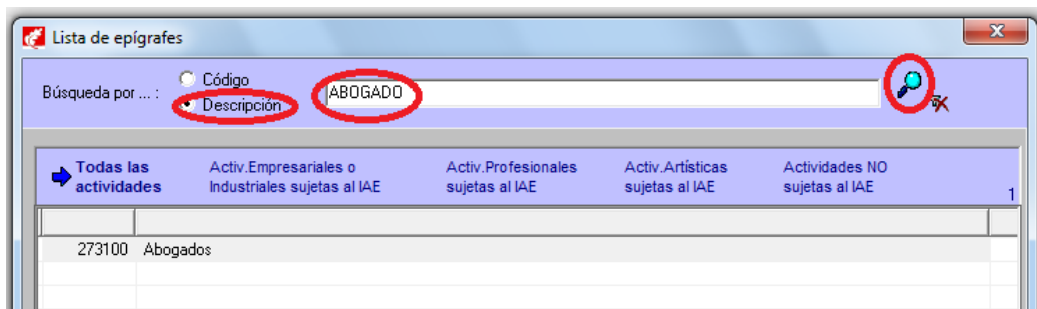 Lista de epígrafes
Búsqueda por ... :
Código
Descripción
ABOGADO
Todas las
actividades
Activ.Empresariales o
Industriales sujetas al IAE
Activ.Profesionales
sujetas al IAE
Activ.Artísticas
sujetas al IAE
Actividades NO
sujetas al IAE
1
273100 Abogados